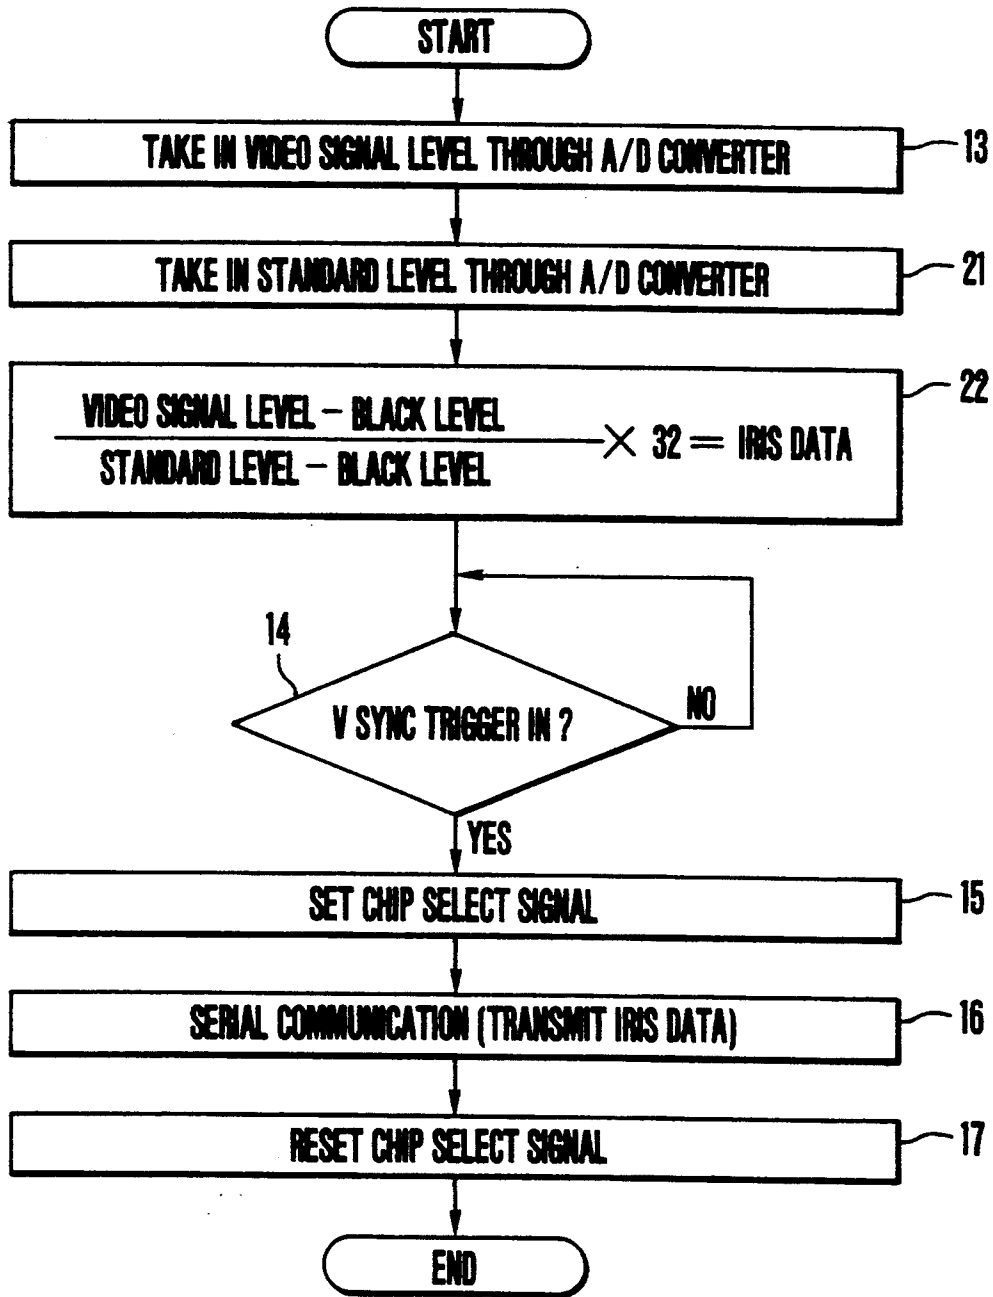 START
TAKE IN VIDEO SIGNAL LEVEL THROUGH A/D CONVERTER
13
TAKE IN STANDARD LEVEL THROUGH A/D CONVERTER
21
22
VIDEO SIGNAL LEVEL – BLACK LEVEL
STANDARD LEVEL – BLACK LEVEL
× 32 = IRIS DATA
14
V SYNC TRIGGER IN ?
NO
YES
SET CHIP SELECT SIGNAL
15
SERIAL COMMUNICATION (TRANSMIT IRIS DATA)
16
RESET CHIP SELECT SIGNAL
17
END